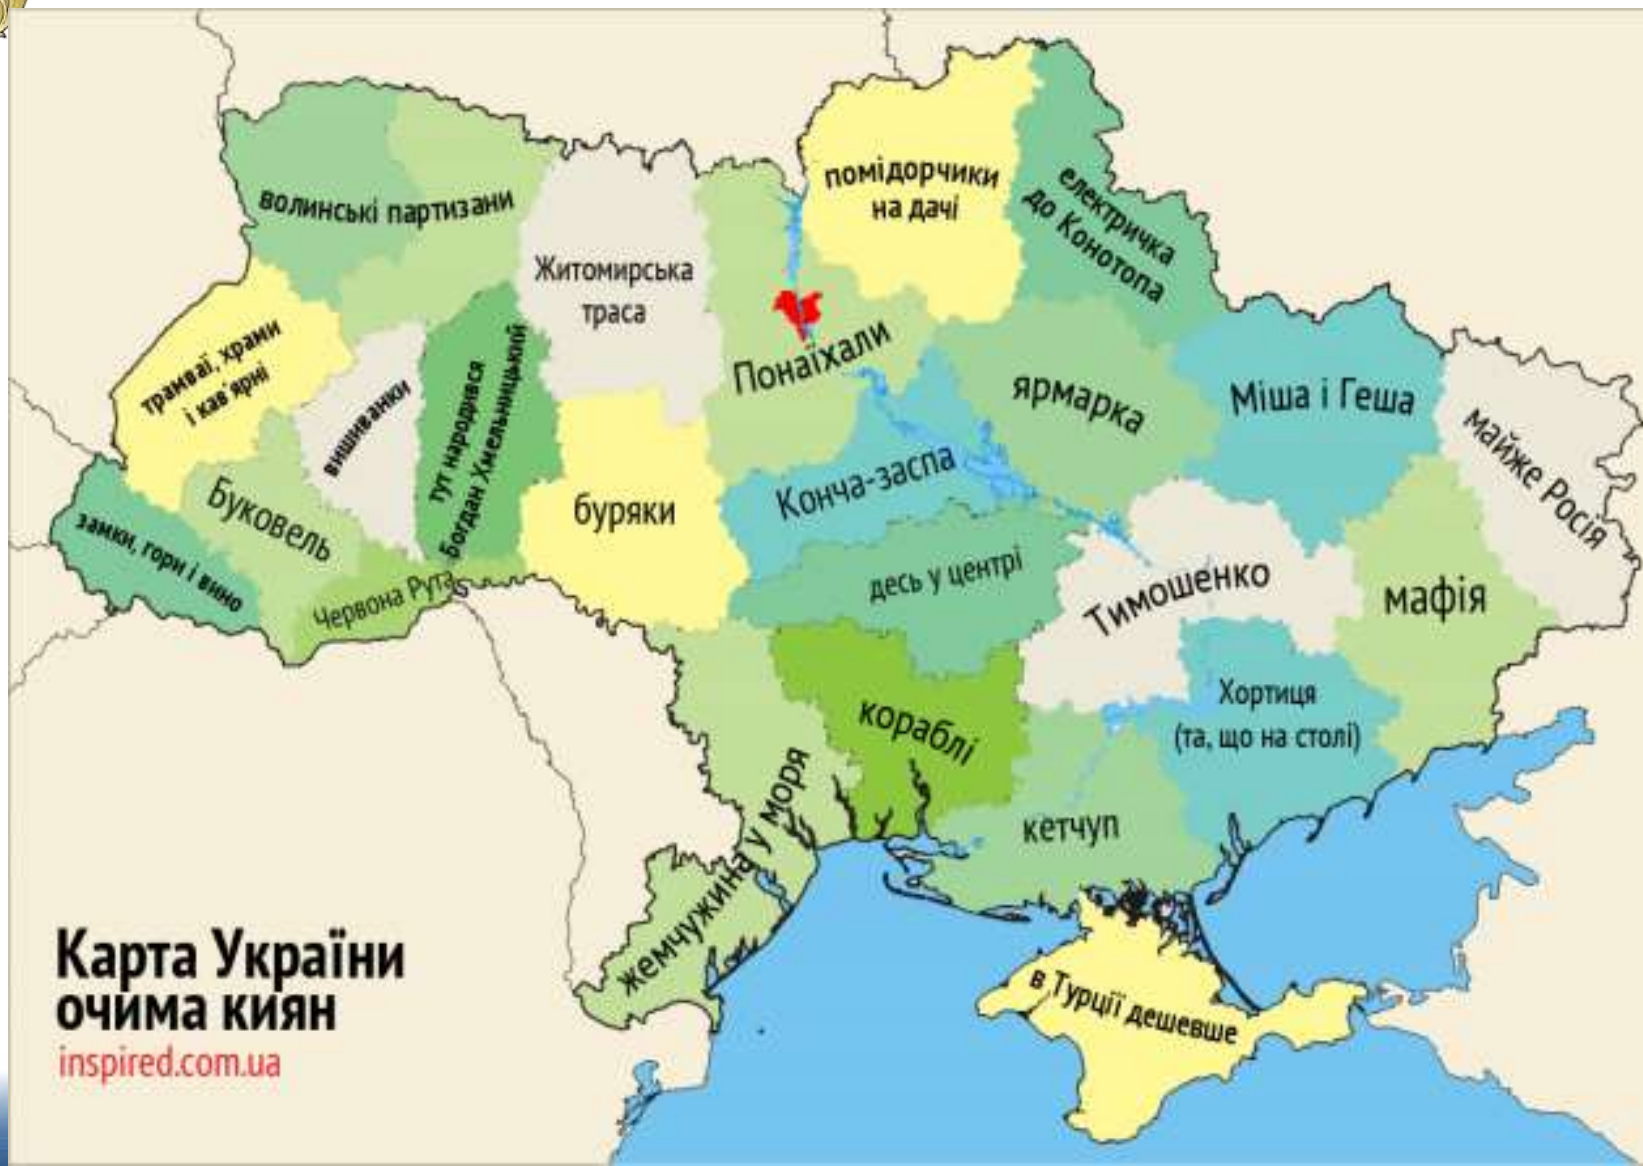 помідорчики
на дачі
електричка
до Конотопа
волинські партизани
Житомирська
траса
Понаїхали
трамваї, храми
і кав'ярні
вишиванки
тут народився
Богдан Хмельницький
ярмарка
Міша і Геша
майже Росія
Буковель
буряки
Конча-заспа
замки, гори і вино
Червона Рута
десь у центрі
Тимошенко
мафія
кораблі
Хортиця
(та, що на столі)
жемчужина у моря
кетчуп
в Турції дешевше
Карта України
очима киян
inspired.com.ua